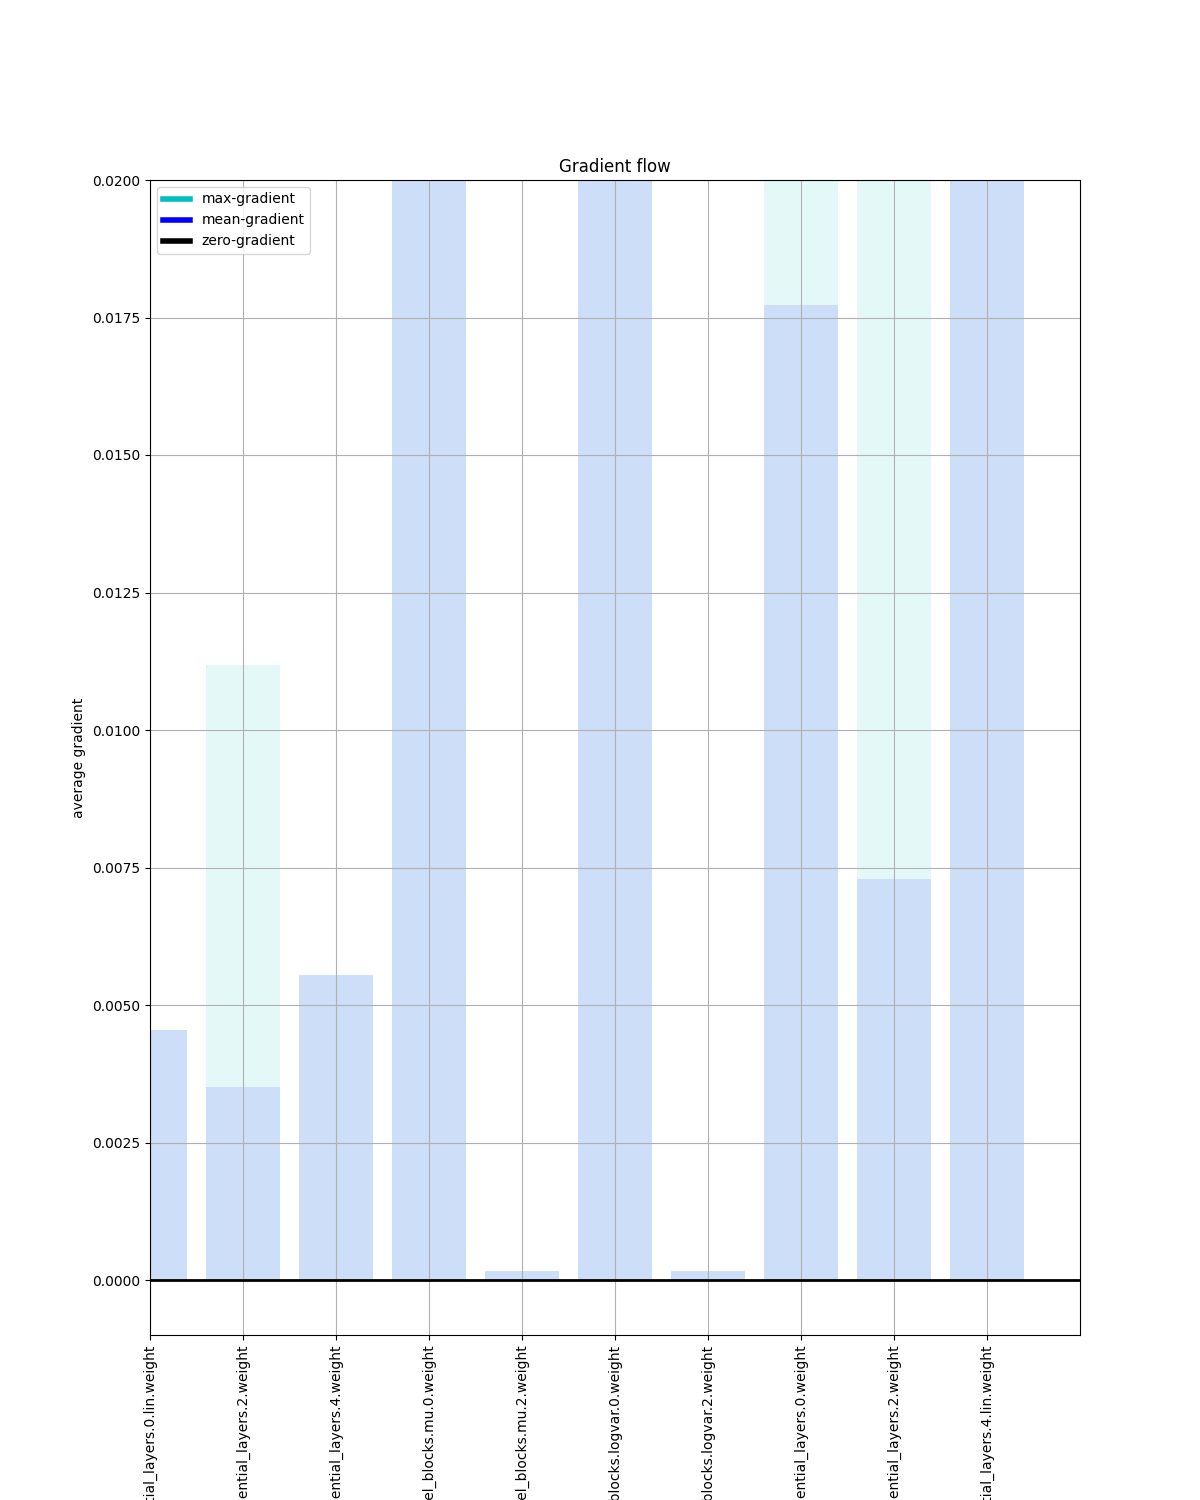 Gradient flow
max-gradient
mean-gradient
zero-gradient
0.0200
0.0175
0.0150
0.0125
0.0100
0.0075
0.0050
0.0025
0.0000
average gradient
tial_layers.0.lin.weight
ential_layers.2.weight
ential_layers.4.weight
el_blocks.mu.0.weight
el_blocks.mu.2.weight
blocks.logvar.0.weight
blocks.logvar.2.weight
ential_layers.0.weight
ential_layers.2.weight
tial_layers.4.lin.weight